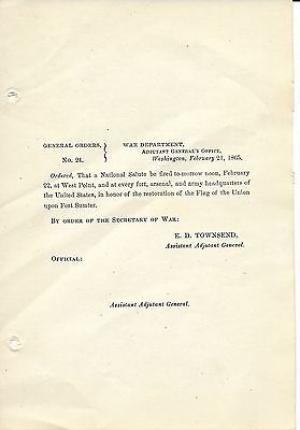 GENERAL ORDERS, WAR DEPARTMENT,
ADJUTANT GENERAL'S OFFICE,
No. 23. Washington, February 21, 1865.
Ordered, That a National Salute be fired to-morrow noon, February
22, at West Point, and at every fort, arsenal, and army headquarters of
the United States, in honor of the restoration of the Flag of the Union
upon Fort Sumter.
BY ORDER OF THE SECRETARY OF WAR:
E. D. TOWNSEND,
Assistant Adjutant General.
OFFICIAL:
Assistant Adjutant General.